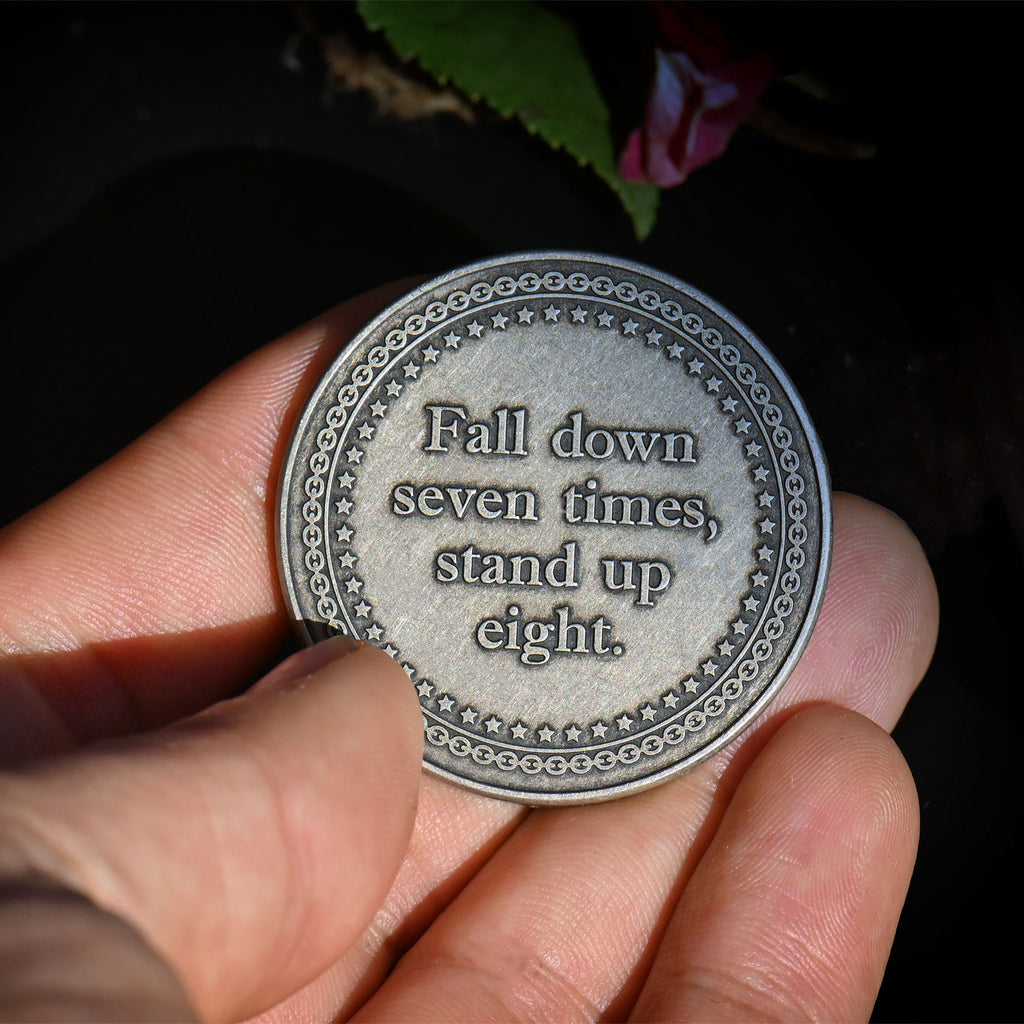 Fall down
seven times,
stand up
eight.